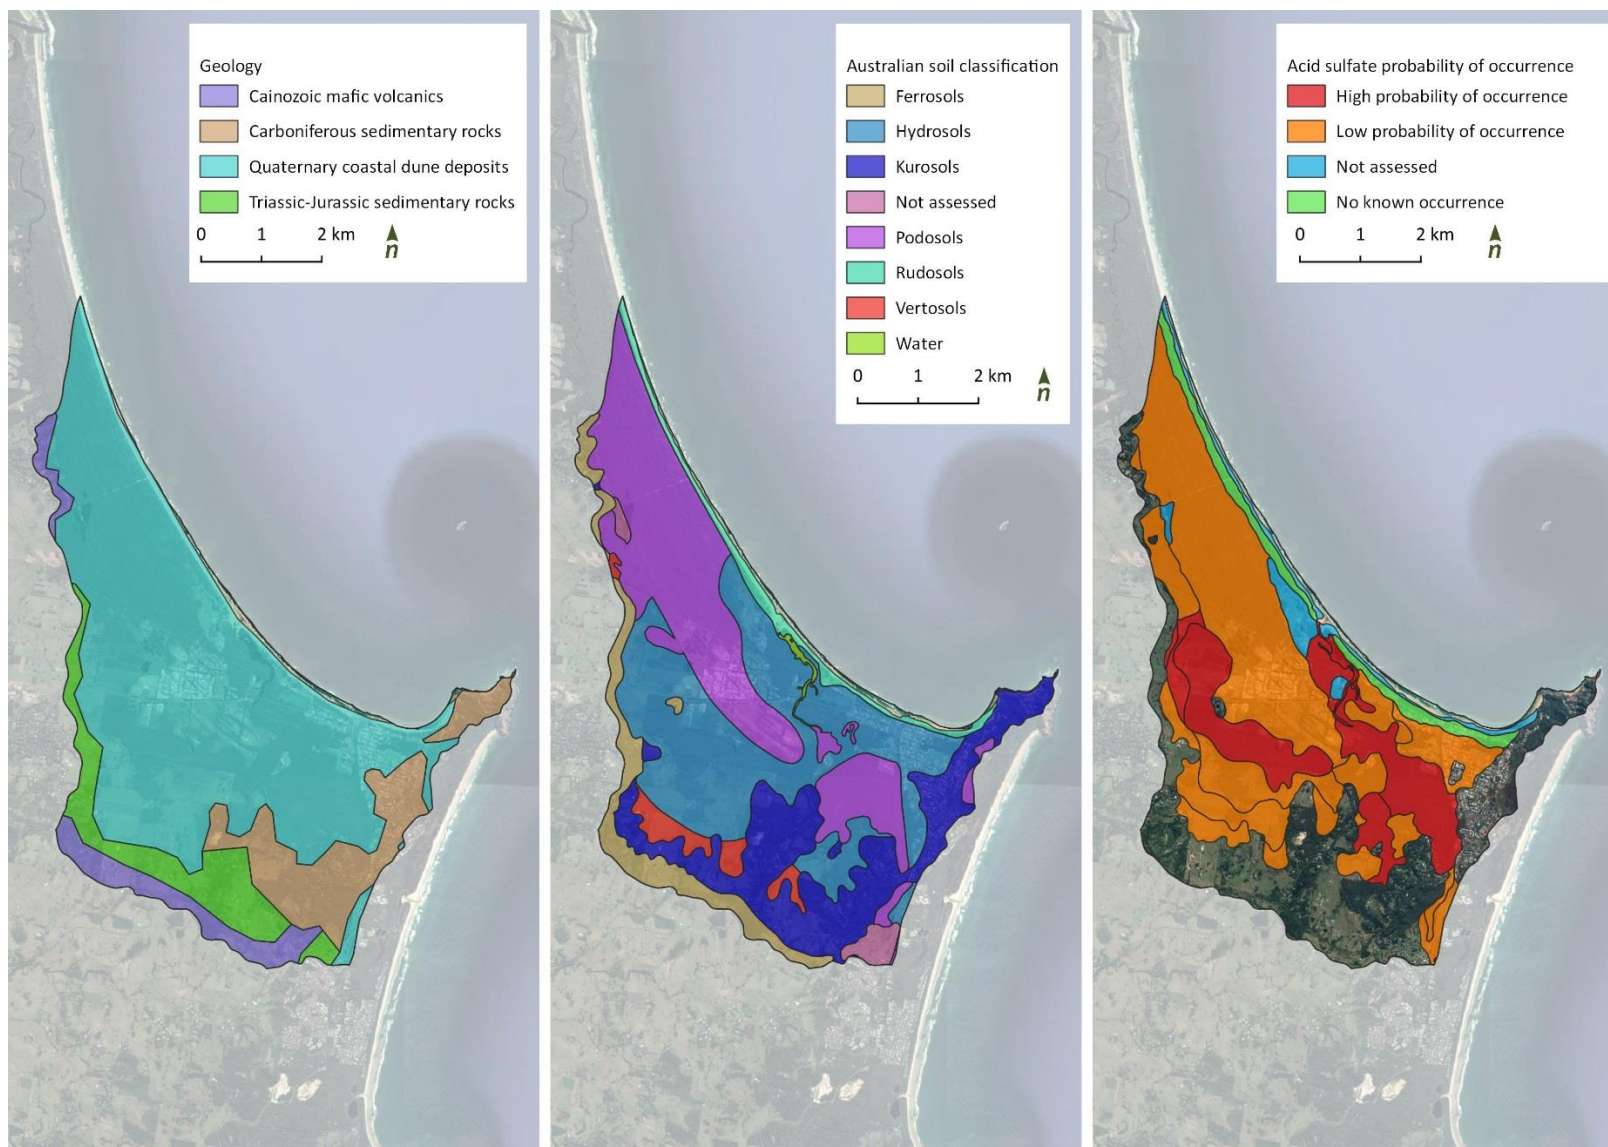 Geology
Cainozoic mafic volcanics
Carboniferous sedimentary rocks
Quaternary coastal dune deposits
Triassic-Jurassic sedimentary rocks
0 1 2 km
n
Australian soil classification
Ferrosols
Hydrosols
Kurosols
Not assessed
Podosols
Rudosols
Vertosols
Water
0 1 2 km
n
Acid sulfate probability of occurrence
High probability of occurrence
Low probability of occurrence
Not assessed
No known occurrence
0 1 2 km
n